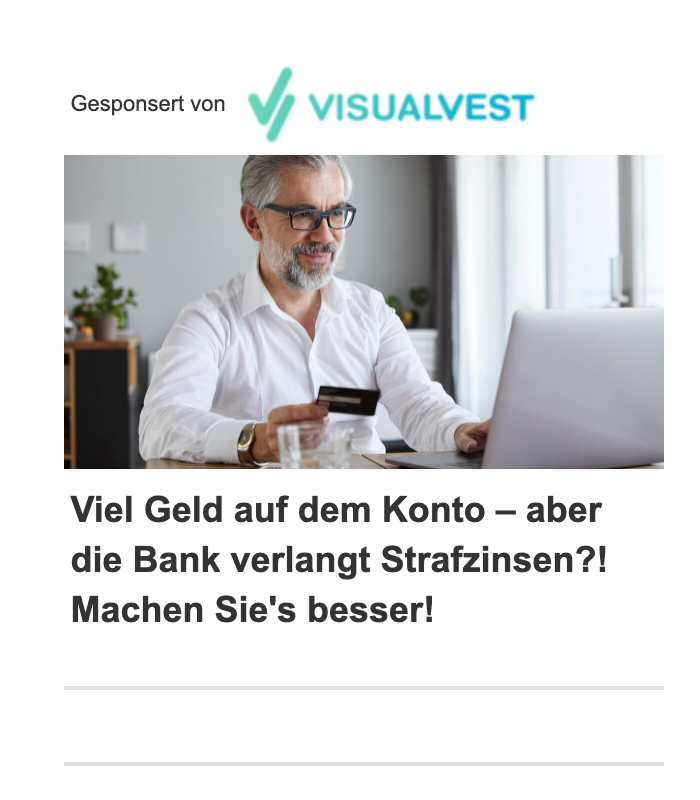 Gesponsert von VISUALVEST
Viel Geld auf dem Konto – aber
die Bank verlangt Strafzinsen?!
Machen Sie's besser!